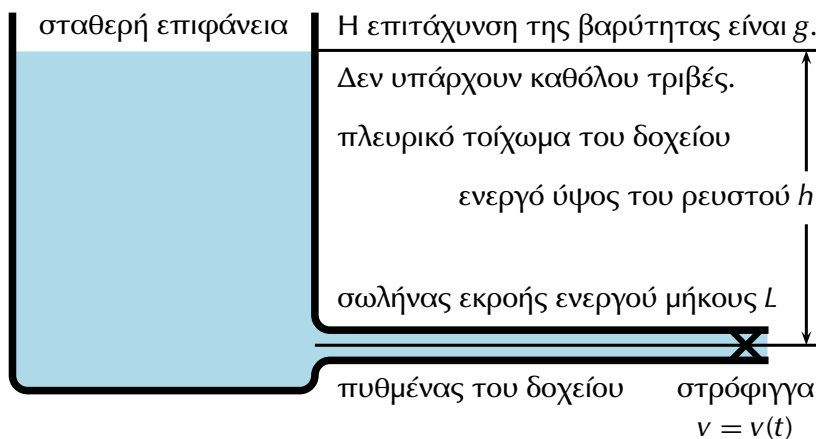 σταθερή επιφάνεια
Η επιτάχυνση της βαρύτητας είναι g.
Δεν υπάρχουν καθόλου τριβές.
πλευρικό τοίχωμα του δοχείου
ενεργό ύψος του ρευστού h
σωλήνας εκροής ενεργού μήκους L
πυθμένας του δοχείου
στρόφιγγα
v = v(t)